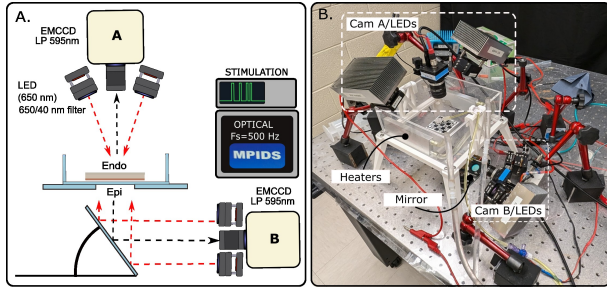 A.
EMCCD
LP 595nm
A
LED
(650 nm)
650/40 nm filter
STIMULATION
OPTICAL
Fs=500 Hz
MPIDS
Endo
Epi
EMCCD
LP 595nm
B
B.
Cam A/LEDs
Heaters
Mirror
Cam B/LEDs